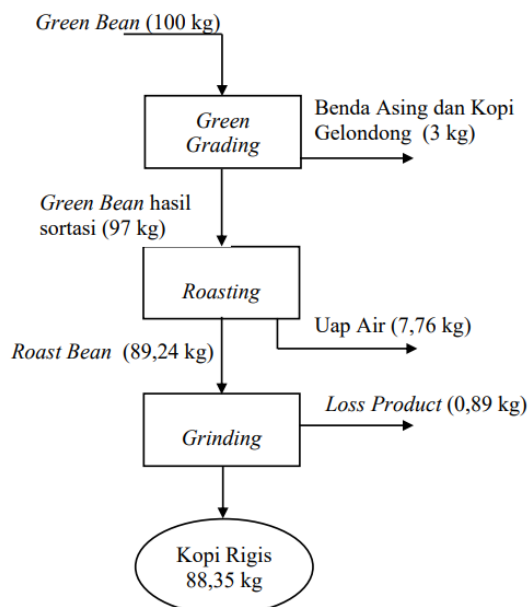 Green Bean (100 kg)
Green
Grading
Benda Asing dan Kopi
Gelondong (3 kg)
Green Bean hasil
sortasi (97 kg)
Roasting
Uap Air (7,76 kg)
Roast Bean (89,24 kg)
Loss Product (0,89 kg)
Grinding
Kopi Rigis
88,35 kg